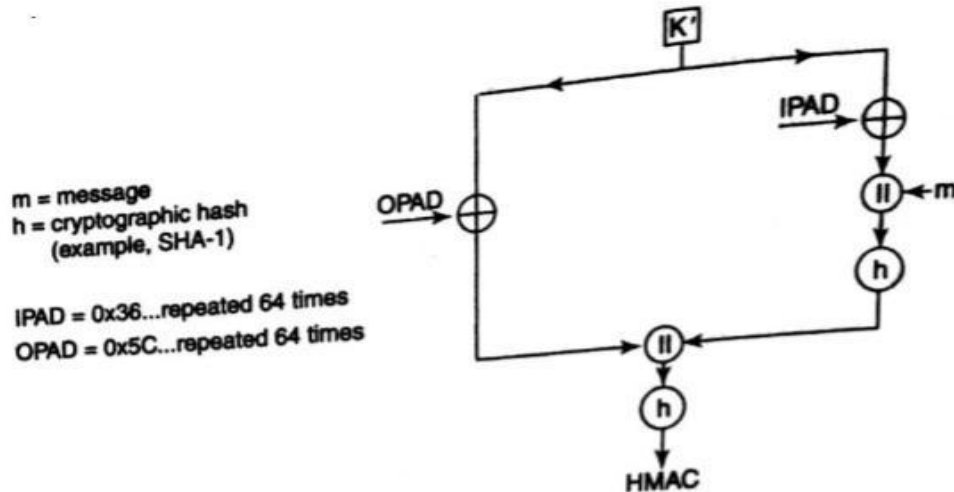 K'
IPAD
m = message
h = cryptographic hash
(example, SHA-1)
OPAD
|| m
h
IPAD = 0x36...repeated 64 times
OPAD = 0x5C...repeated 64 times
||
h
HMAC